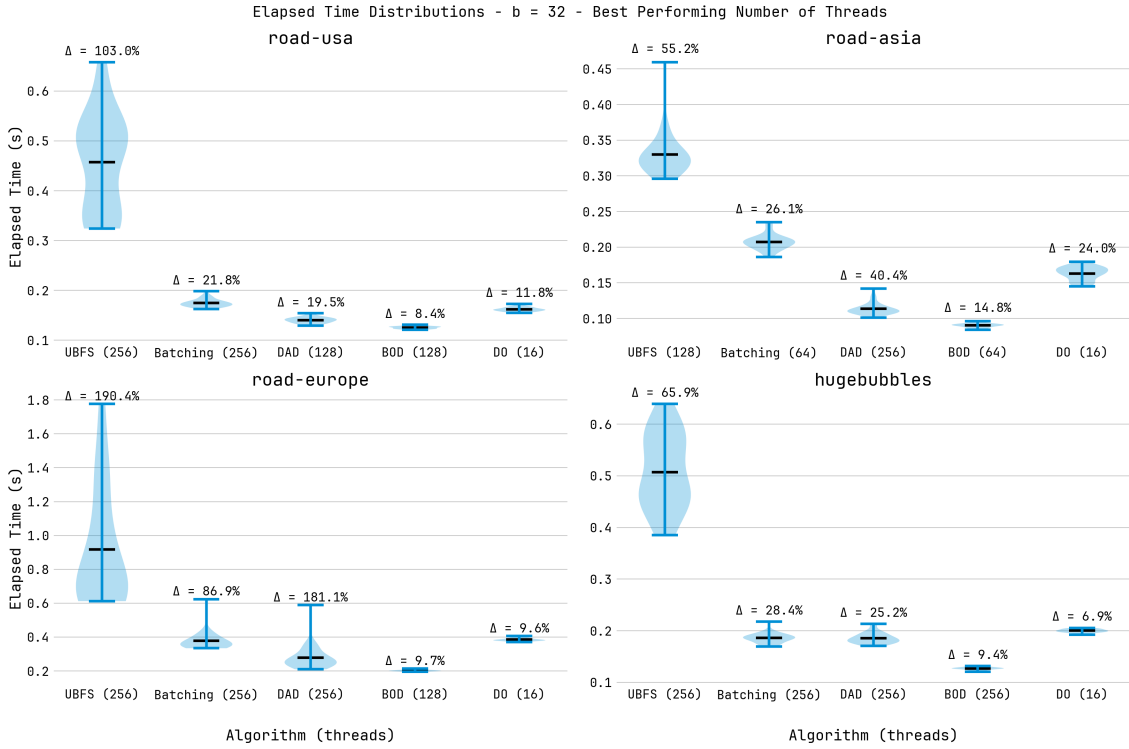 Elapsed Time Distributions - b = 32 - Best Performing Number of Threads
road-usa
Elapsed Time (s)
0.6
0.5
0.4
0.3
0.2
0.1
Δ = 103.0%
Δ = 21.8%
Δ = 19.5%
Δ = 8.4%
Δ = 11.8%
UBFS (256) Batching (256) DAD (128) BOD (128) DO (16)
road-asia
0.45
0.40
0.35
0.30
0.25
0.20
0.15
0.10
Δ = 55.2%
Δ = 26.1%
Δ = 40.4%
Δ = 14.8%
Δ = 24.0%
UBFS (128) Batching (64) DAD (256) BOD (64) DO (16)
road-europe
Elapsed Time (s)
1.8
1.6
1.4
1.2
1.0
0.8
0.6
0.4
0.2
Δ = 190.4%
Δ = 86.9%
Δ = 181.1%
Δ = 9.7%
Δ = 9.6%
UBFS (256) Batching (256) DAD (256) BOD (128) DO (16)
Algorithm (threads)
hugebubbles
0.6
0.5
0.4
0.3
0.2
0.1
Δ = 65.9%
Δ = 28.4%
Δ = 25.2%
Δ = 9.4%
Δ = 6.9%
UBFS (256) Batching (256) DAD (256) BOD (256) DO (16)
Algorithm (threads)